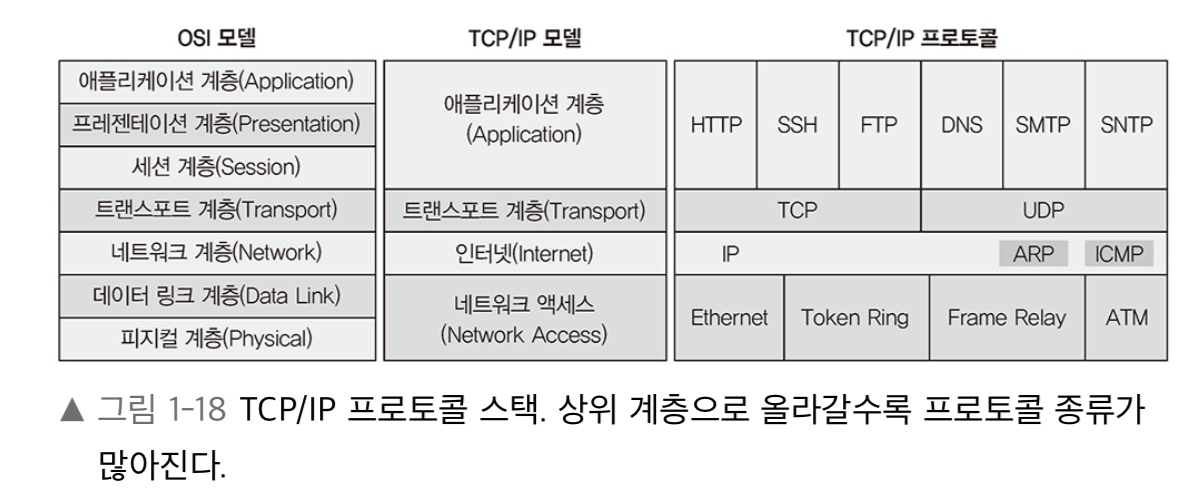 OSI 모델 TCP/IP 모델 TCP/IP 프로토콜
애플리케이션 계층(Application)
프레젠테이션 계층(Presentation)
세션 계층(Session)
트랜스포트 계층(Transport)
네트워크 계층(Network)
데이터 링크 계층(Data Link)
피지컬 계층(Physical)
애플리케이션 계층
(Application)
트랜스포트 계층(Transport)
인터넷(Internet)
네트워크 액세스
(Network Access)
HTTP SSH FTP DNS SMTP SNTP
TCP UDP
IP ARP ICMP
Ethernet Token Ring Frame Relay ATM
▲ 그림 1-18 TCP/IP 프로토콜 스택. 상위 계층으로 올라갈수록 프로토콜 종류가
많아진다.